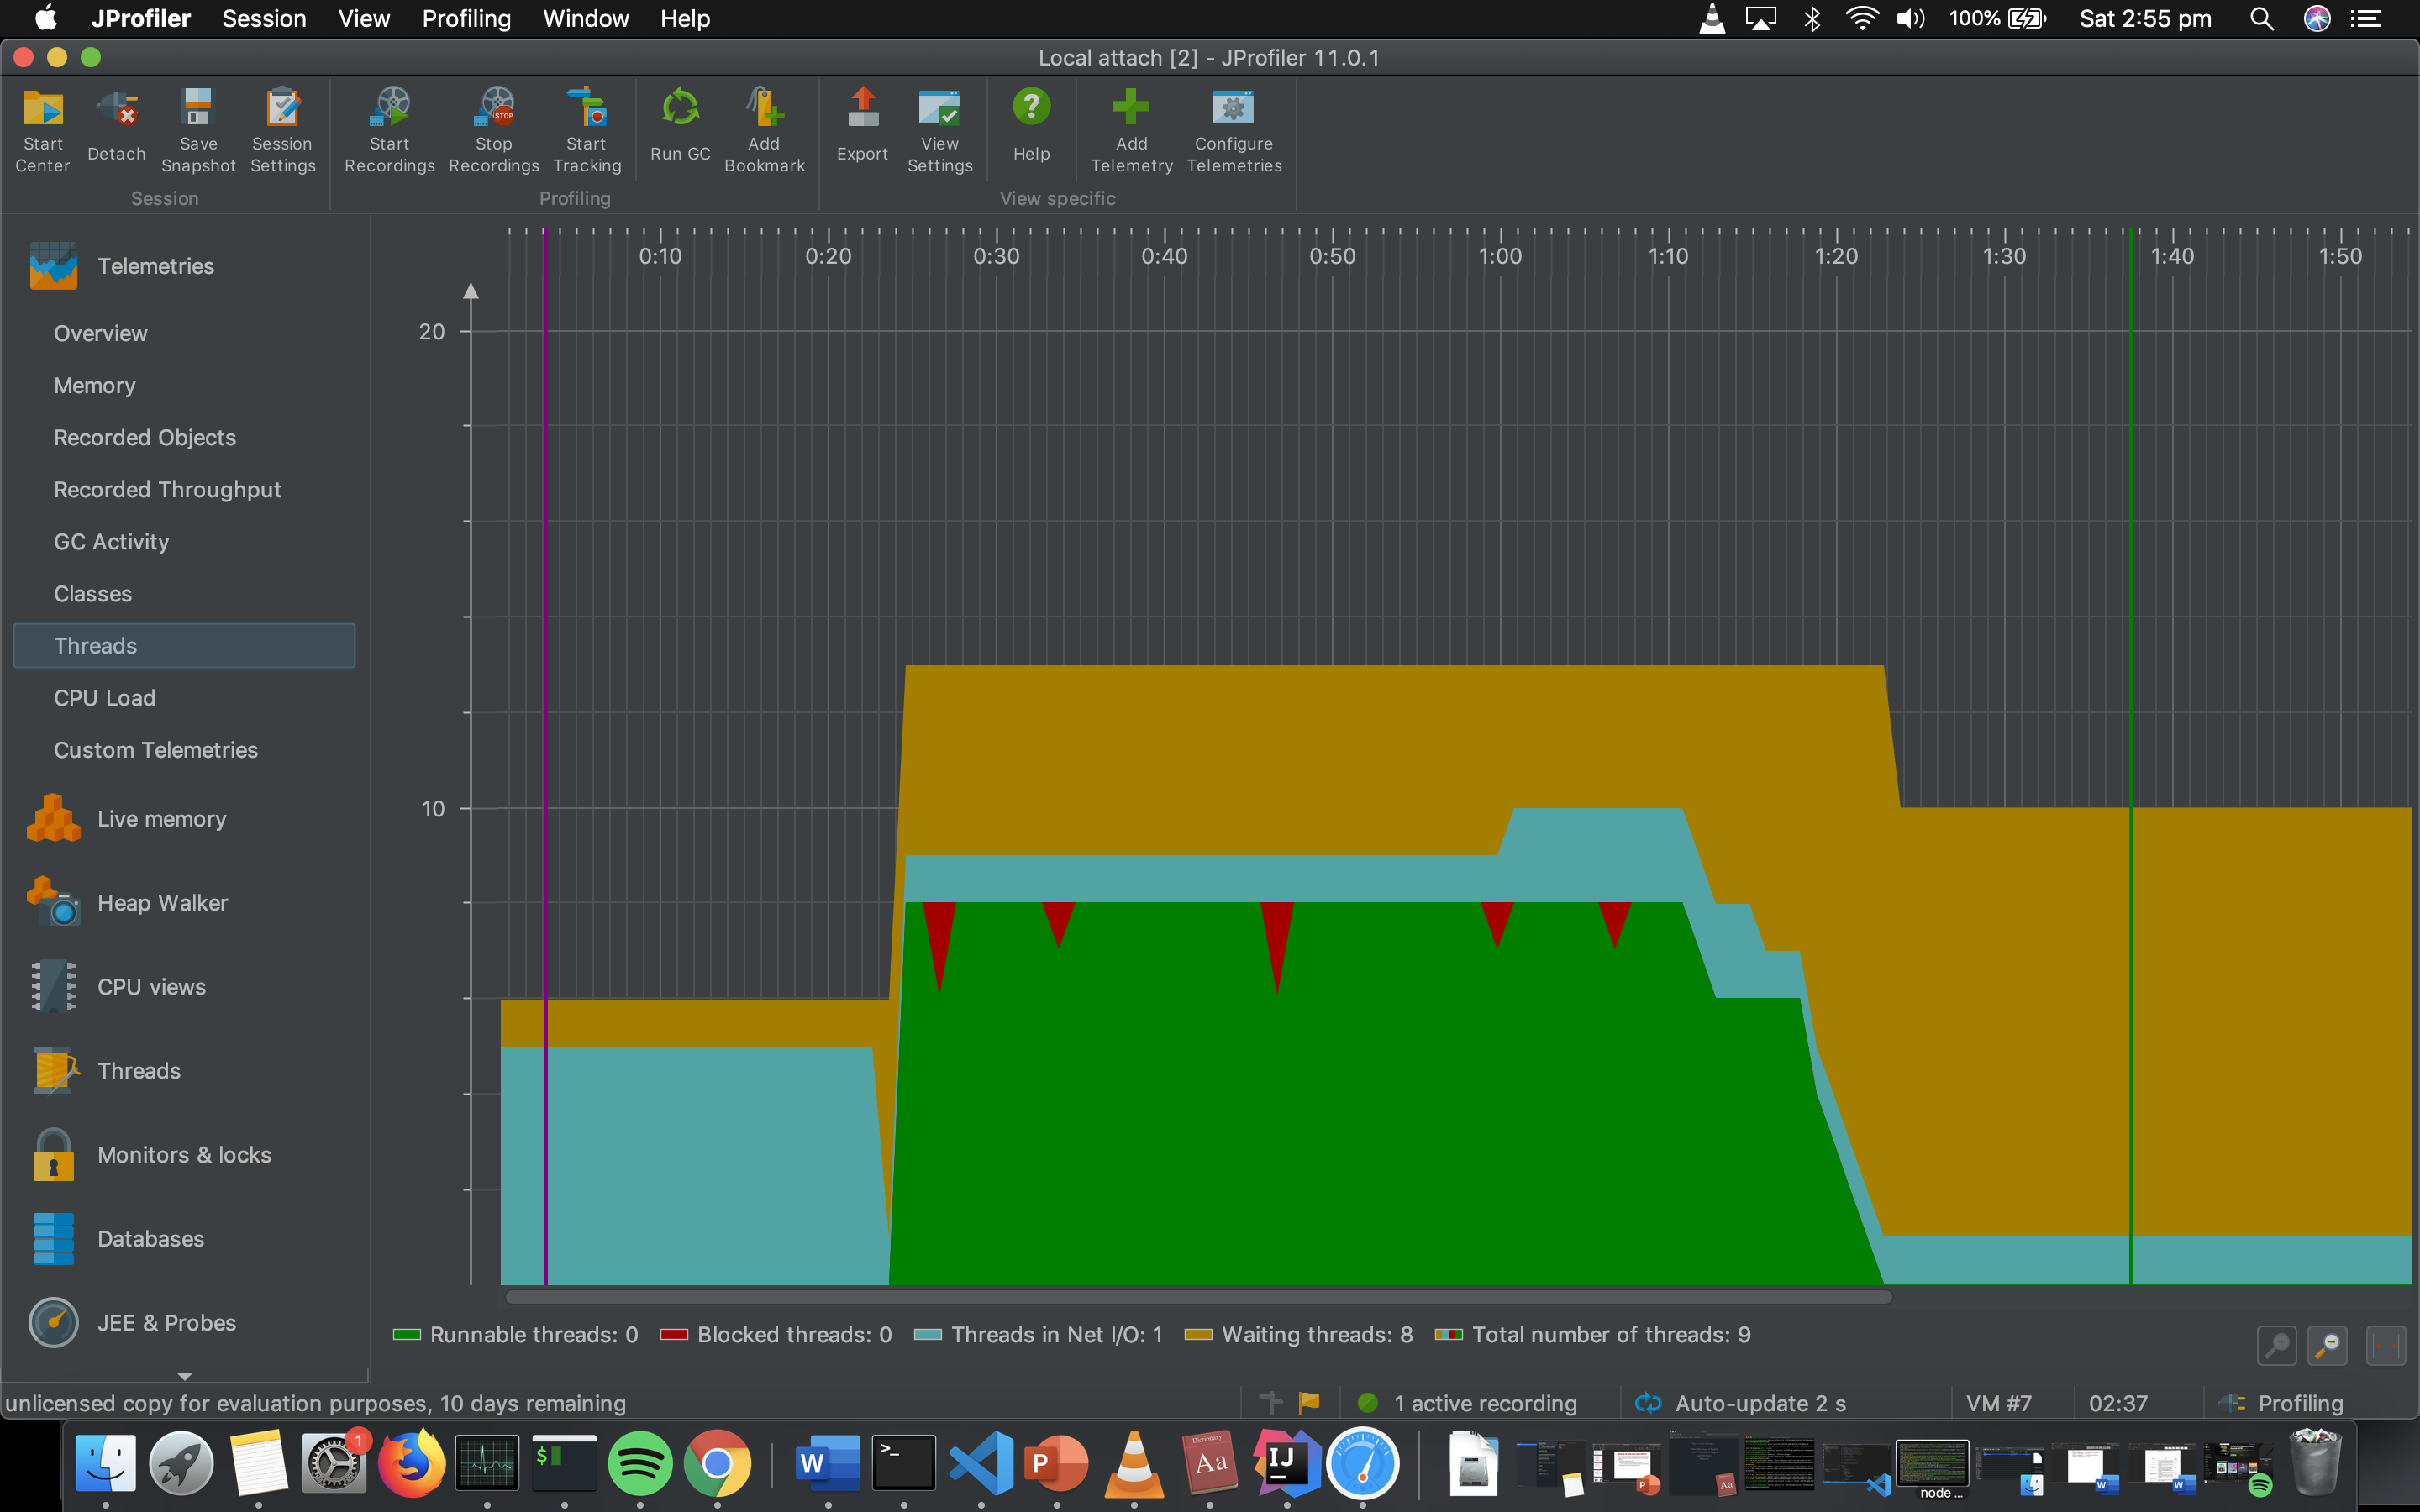 JProfiler Session View Profiling Window Help 100% Sat 2:55 pm
Local attach [2] - JProfiler 11.0.1
Start Center
Detach
Save Snapshot
Session Settings
Start Recordings
Stop Recordings
Start Tracking
Run GC
Add Bookmark
Export
View Settings
Help
Add Telemetry
Configure Telemetries
Session Profiling View specific
Telemetries
Overview
Memory
Recorded Objects
Recorded Throughput
GC Activity
Classes
Threads
CPU Load
Custom Telemetries
Live memory
Heap Walker
CPU views
Threads
Monitors & locks
Databases
JEE & Probes
0:10 0:20 0:30 0:40 0:50 1:00 1:10 1:20 1:30 1:40 1:50
20
10
Runnable threads: 0 Blocked threads: 0 Threads in Net I/O: 1 Waiting threads: 8 Total number of threads: 9
unlicensed copy for evaluation purposes, 10 days remaining 1 active recording Auto-update 2 s VM #7 02:37 Profiling
1
$
W
>_
P
Aa
IJ
node ...